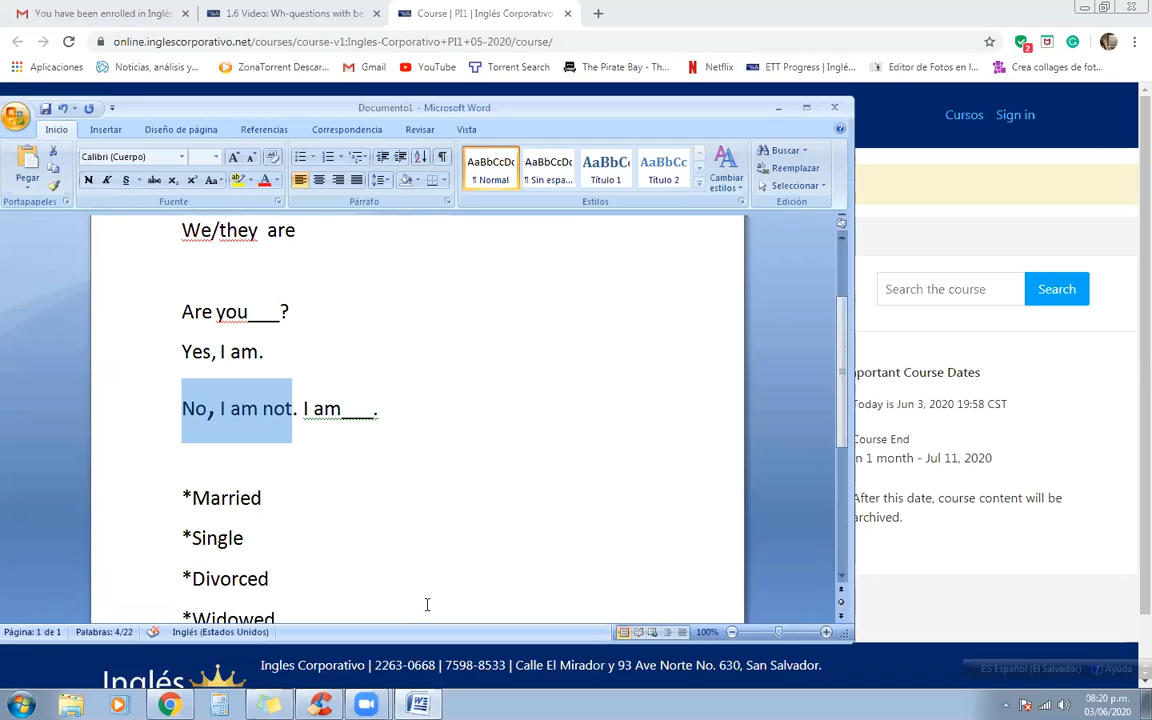 You have been enrolled in Inglés
1.6 Video: Wh-questions with be
Course | PI1 | Inglés Corporativo
online.inglescorporativo.net/courses/course-v1:Ingles-Corporativo+PI1+05-2020/course/
2
Aplicaciones
Noticias, análisis y...
ZonaTorrent Descar...
Gmail
YouTube
Torrent Search
The Pirate Bay - Th...
Netflix
ETT Progress | Inglé...
Editor de Fotos en l...
Crea collages de fot...
Cursos
Sign in
Documento1 - Microsoft Word
Inicio
Insertar
Diseño de página
Referencias
Correspondencia
Revisar
Vista
Pegar
Calibri (Cuerpo)
N K S abc x₂ x² Aa
AaBbCcDc
¶ Normal
AaBbCcDc
¶ Sin espa...
AaBbCc
Título 1
AaBbCc
Título 2
Cambiar
estilos
Buscar
Reemplazar
Seleccionar
Portapapeles
Fuente
Párrafo
Estilos
Edición
We/they are
Are you___?
Yes, I am.
No, I am not. I am___.
*Married
*Single
*Divorced
*Widowed
Search the course
Search
portant Course Dates
Today is Jun 3, 2020 19:58 CST
Course End
n 1 month - Jul 11, 2020
After this date, course content will be
archived.
Página: 1 de 1
Palabras: 4/22
Inglés (Estados Unidos)
100%
Inglés
Ingles Corporativo | 2263-0668 | 7598-8533 | Calle El Mirador y 93 Ave Norte No. 630, San Salvador.
ES Español (El Salvador)
Ayuda
08:20 p.m.
03/06/2020